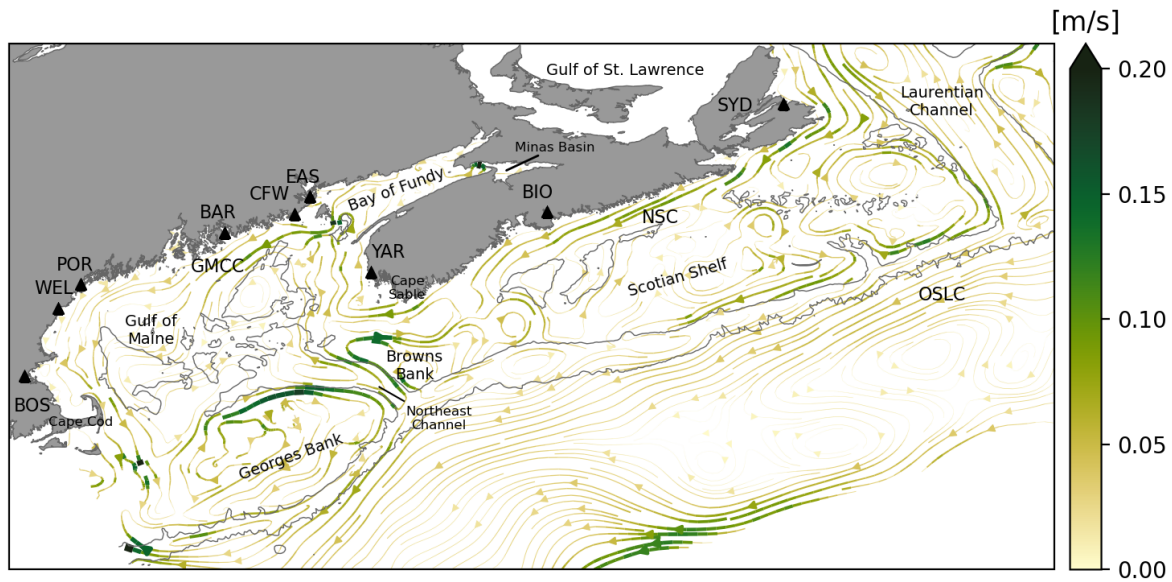 [m/s]
Gulf of St. Lawrence
Laurentian
Channel
SYD
0.20
Minas Basin
EAS
CFW
Bay of Fundy
BIO
BAR
NSC
0.15
YAR
GMCC
POR
Cape
Sable
Scotian Shelf
WEL
OSLC
Gulf of
Maine
0.10
Browns
Bank
BOS
Cape Cod
Northeast
Channel
Georges Bank
0.05
0.00